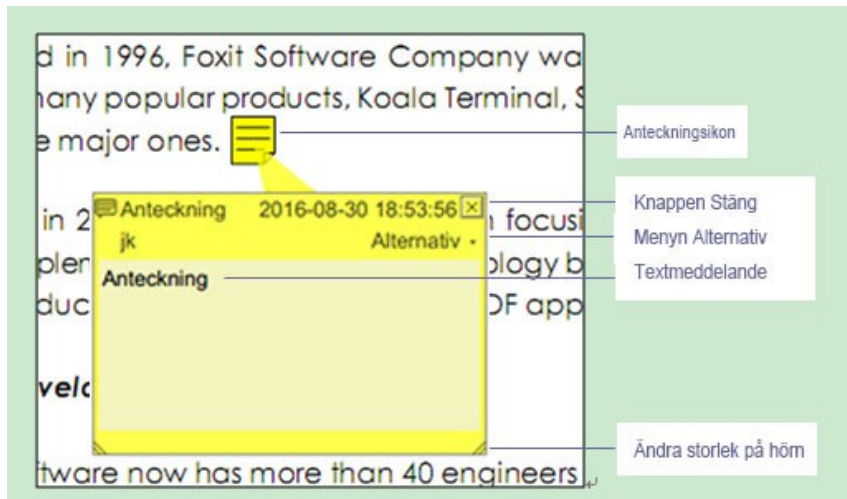 d in 1996, Foxit Software Company wa
any popular products, Koala Terminal, S
e major ones.
Anteckningsikon
in 2
Anteckning 2016-08-30 18:53:56
focusi
Knappen Stäng
jk Alternativ
Menyn Alternativ
plem
ology b
Anteckning
Textmeddelande
duc
DF app
velo
Ändra storlek på hörn
tware now has more than 40 engineers